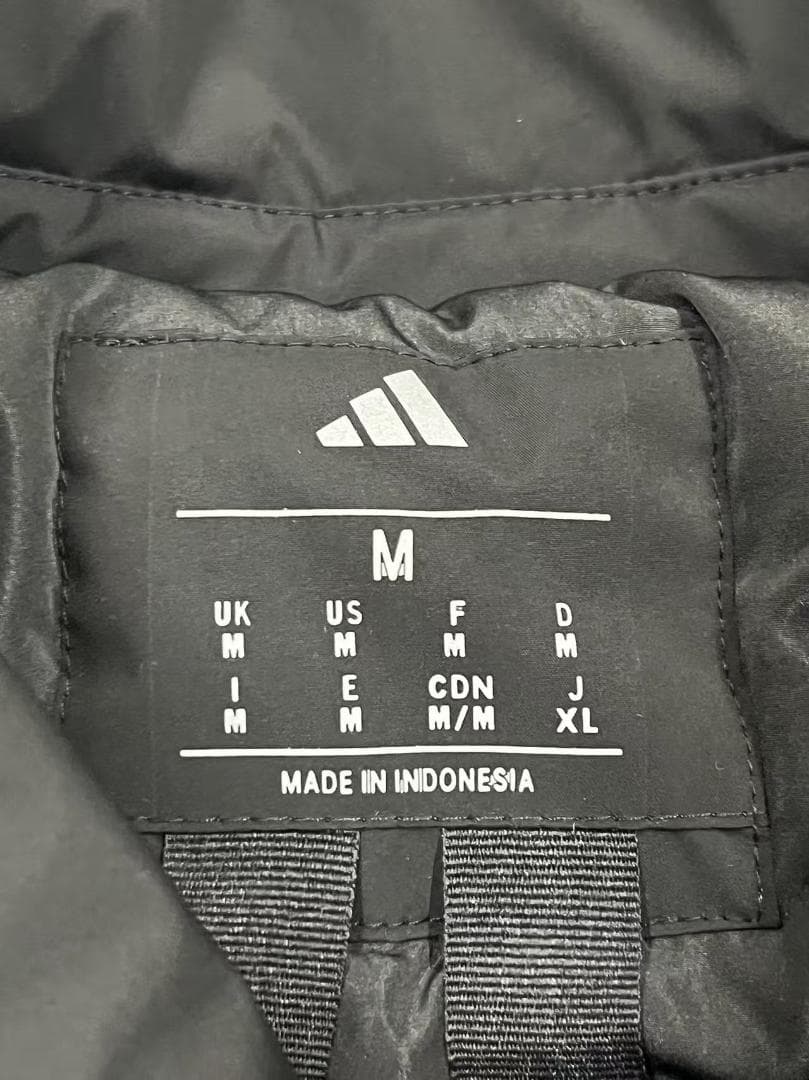 M
UK US F D
M M M M
I E CDN J
M M M/M XL
MADE IN INDONESIA